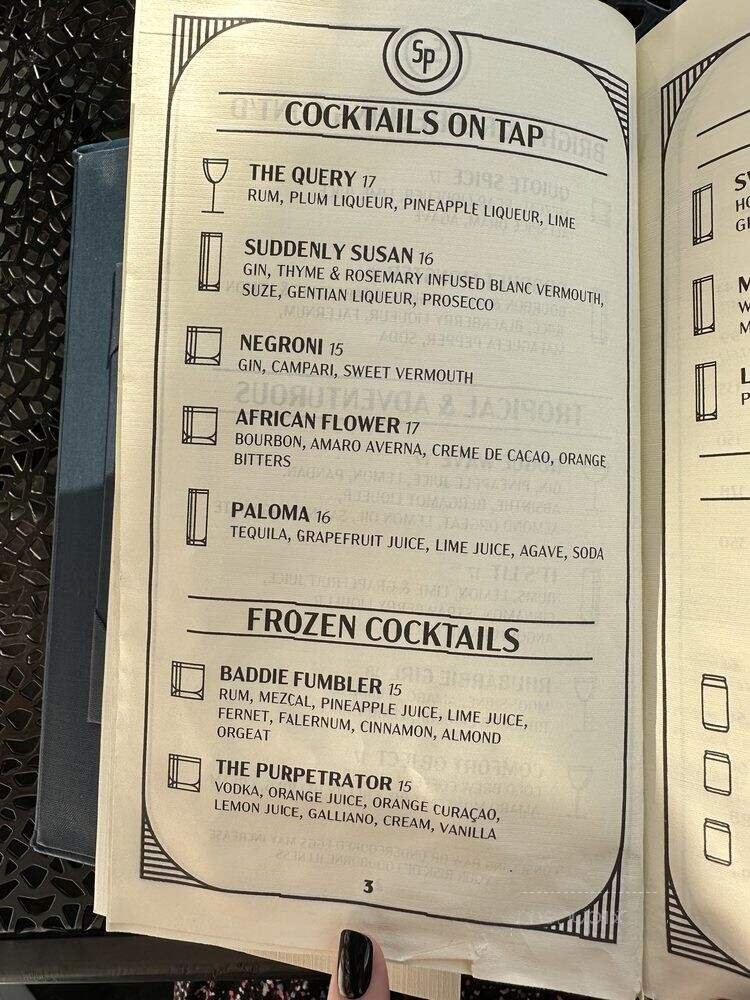 Sp
COCKTAILS ON TAP
THE QUERY 17
RUM, PLUM LIQUEUR, PINEAPPLE LIQUEUR, LIME
SUDDENLY SUSAN 16
GIN, THYME & ROSEMARY INFUSED BLANC VERMOUTH,
SUZE, GENTIAN LIQUEUR, PROSECCO
NEGRONI 15
GIN, CAMPARI, SWEET VERMOUTH
AFRICAN FLOWER 17
BOURBON, AMARO AVERNA, CREME DE CACAO, ORANGE
BITTERS
PALOMA 16
TEQUILA, GRAPEFRUIT JUICE, LIME JUICE, AGAVE, SODA
FROZEN COCKTAILS
BADDIE FUMBLER 15
RUM, MEZCAL, PINEAPPLE JUICE, LIME JUICE,
FERNET, FALERNUM, CINNAMON, ALMOND
ORGEAT
THE PURPETRATOR 15
VODKA, ORANGE JUICE, ORANGE CURAÇAO,
LEMON JUICE, GALLIANO, CREAM, VANILLA
3